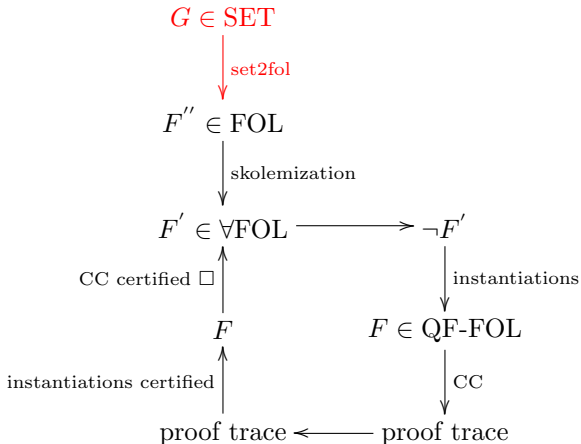 G ∈ SET
set2fol
F'' ∈ FOL
skolemization
F' ∈ ∀FOL
¬F'
CC certified □
instantiations
F
F ∈ QF-FOL
instantiations certified
CC
proof trace
proof trace